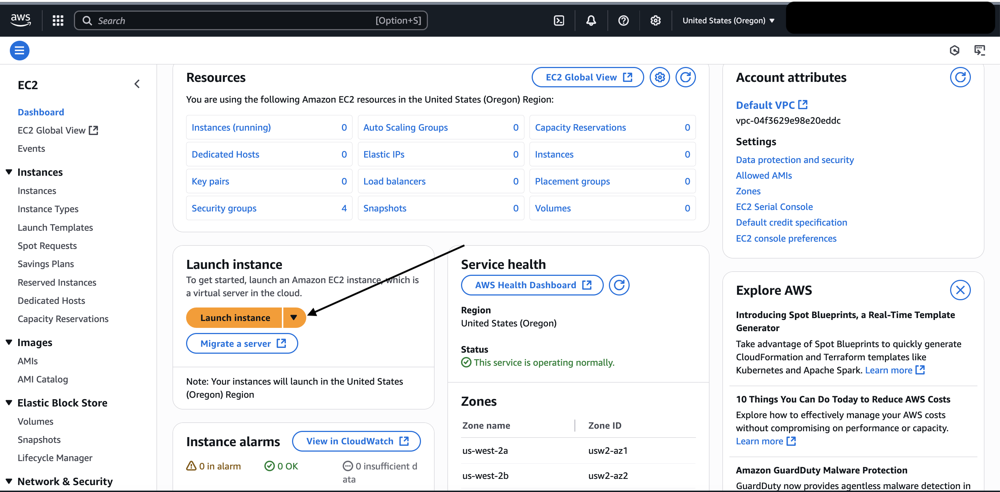 aws
Search [Option+S]
United States (Oregon)
EC2
Dashboard
EC2 Global View
Events
Instances
Instances
Instance Types
Launch Templates
Spot Requests
Savings Plans
Reserved Instances
Dedicated Hosts
Capacity Reservations
Images
AMIs
AMI Catalog
Elastic Block Store
Volumes
Snapshots
Lifecycle Manager
Network & Security
Resources
EC2 Global View
You are using the following Amazon EC2 resources in the United States (Oregon) Region:
Instances (running) 0
Auto Scaling Groups 0
Capacity Reservations 0
Dedicated Hosts 0
Elastic IPs 0
Instances 0
Key pairs 0
Load balancers 0
Placement groups 0
Security groups 4
Snapshots 0
Volumes 0
Launch instance
To get started, launch an Amazon EC2 instance, which is
a virtual server in the cloud.
Launch instance
Migrate a server
Note: Your instances will launch in the United States
(Oregon) Region
Instance alarms
View in CloudWatch
0 in alarm
0 OK
0 insufficient d
ata
Service health
AWS Health Dashboard
Region
United States (Oregon)
Status
This service is operating normally.
Zones
Zone name Zone ID
us-west-2a usw2-az1
us-west-2b usw2-az2
Account attributes
Default VPC
vpc-04f3629e98e20eddc
Settings
Data protection and security
Allowed AMIs
Zones
EC2 Serial Console
Default credit specification
EC2 console preferences
Explore AWS
Introducing Spot Blueprints, a Real-Time Template
Generator
Take advantage of Spot Blueprints to quickly generate
CloudFormation and Terraform templates like
Kubernetes and Apache Spark. Learn more
10 Things You Can Do Today to Reduce AWS Costs
Explore how to effectively manage your AWS costs
without compromising on performance or capacity.
Learn more
Amazon GuardDuty Malware Protection
GuardDuty now provides agentless malware detection in